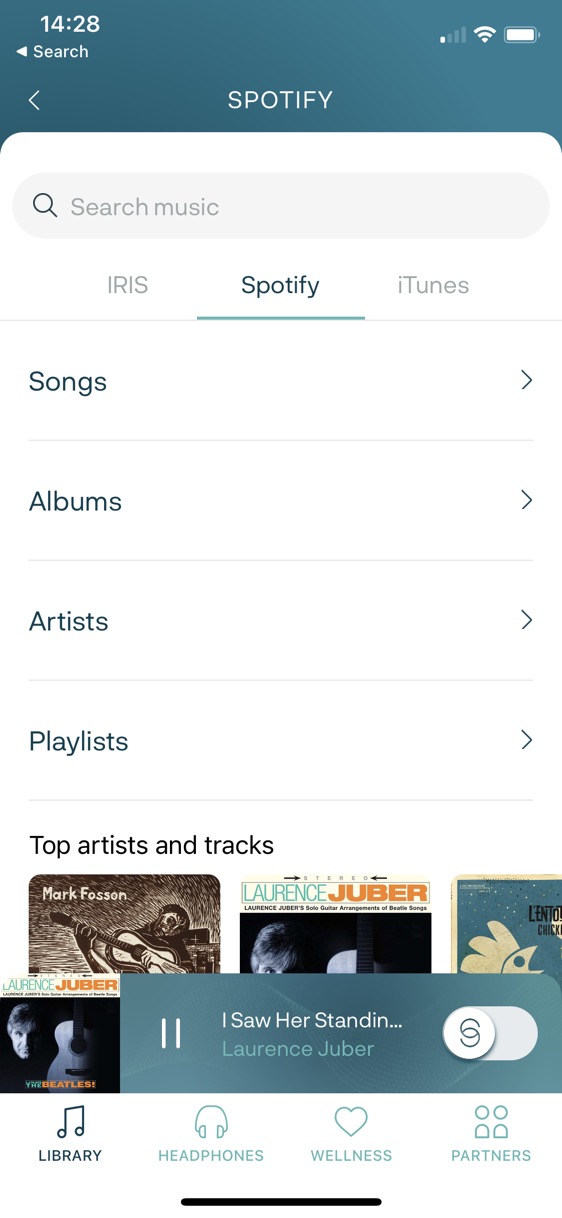 14:28
Search
SPOTIFY
Search music
IRIS
Spotify
iTunes
Songs
Albums
Artists
Playlists
Top artists and tracks
Mark Fosson
STEREO
LAURENCE JUBER
LAURENCE JUBER'S Solo Guitar Arrangements of Beatle Songs
L'ENTO
CHICK
LAURENCE JUBER
LAURENCE JUBER'S Solo Guitar Arrangements of Beatle Songs
THE BEATLES!
I Saw Her Standin...
Laurence Juber
LIBRARY
HEADPHONES
WELLNESS
PARTNERS